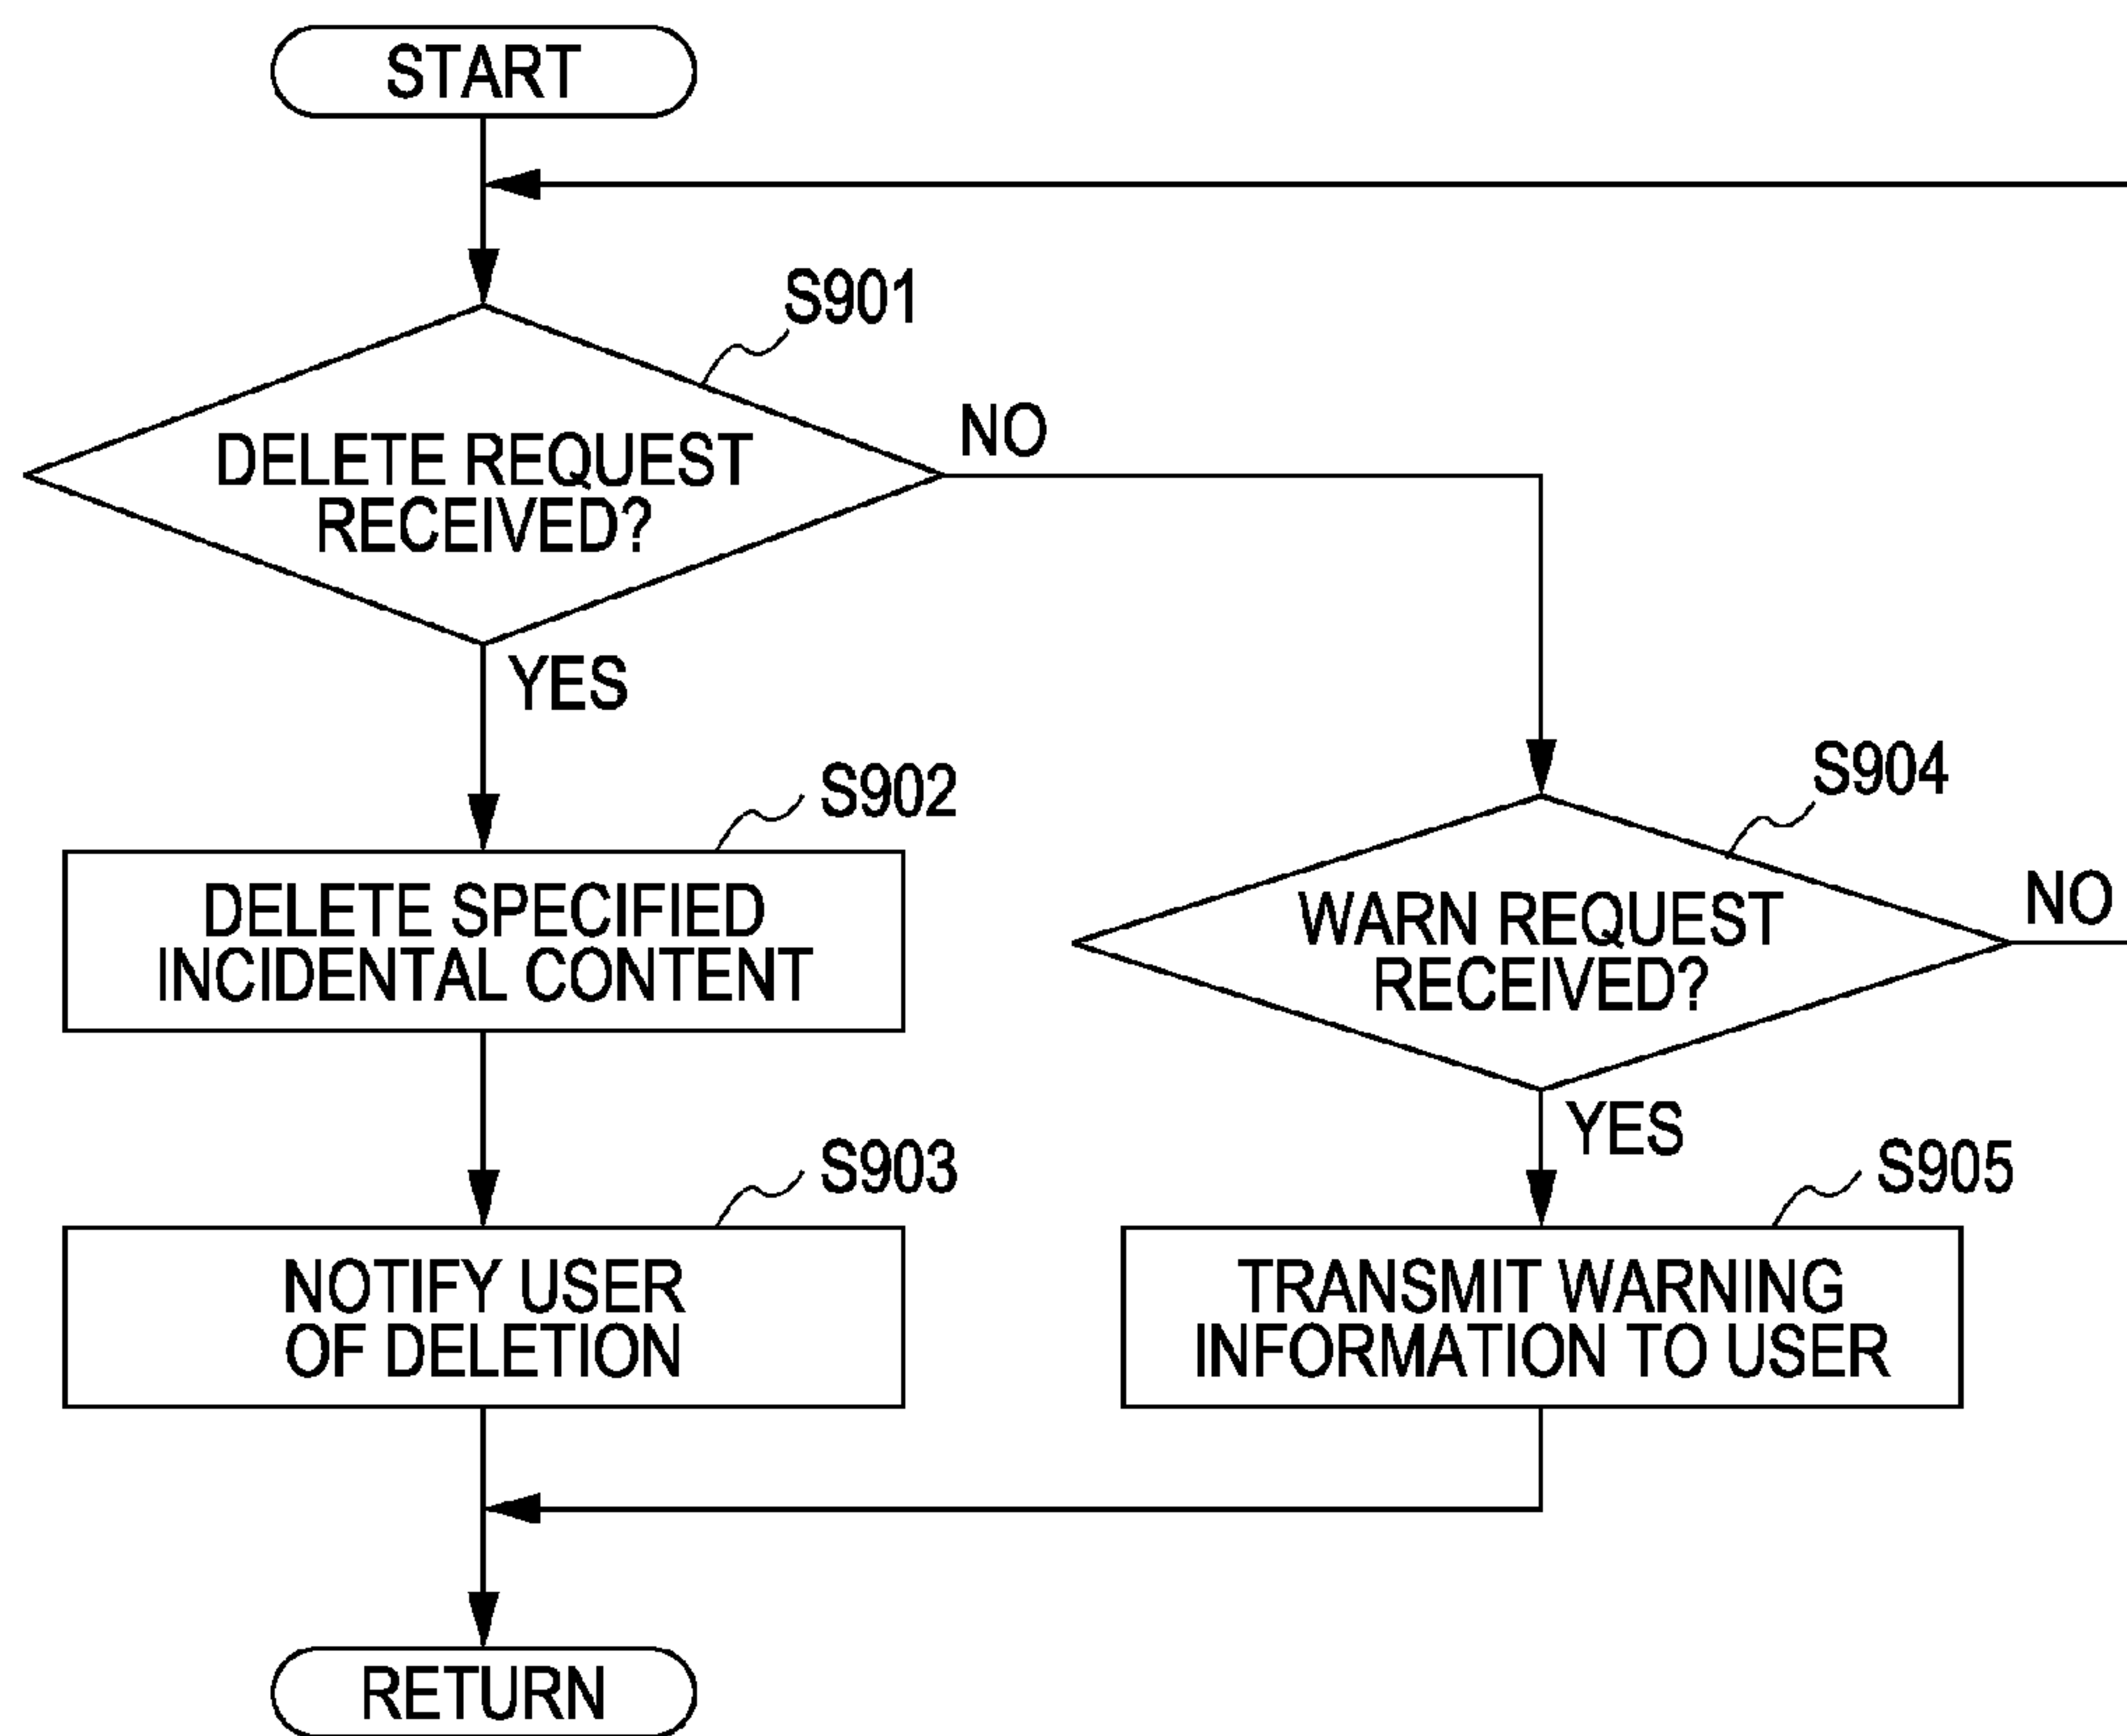 START
S901
DELETE REQUEST
RECEIVED?
NO
YES
S902
DELETE SPECIFIED
INCIDENTAL CONTENT
S903
NOTIFY USER
OF DELETION
S904
WARN REQUEST
RECEIVED?
NO
YES
S905
TRANSMIT WARNING
INFORMATION TO USER
RETURN